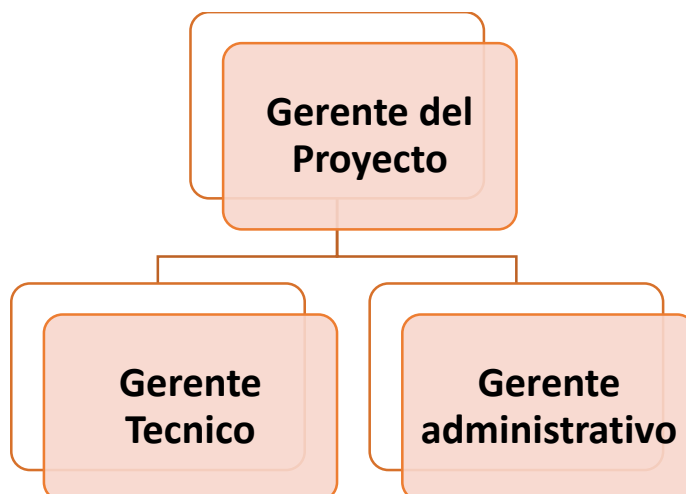 Gerente del
Proyecto
Gerente
Tecnico
Gerente
administrativo